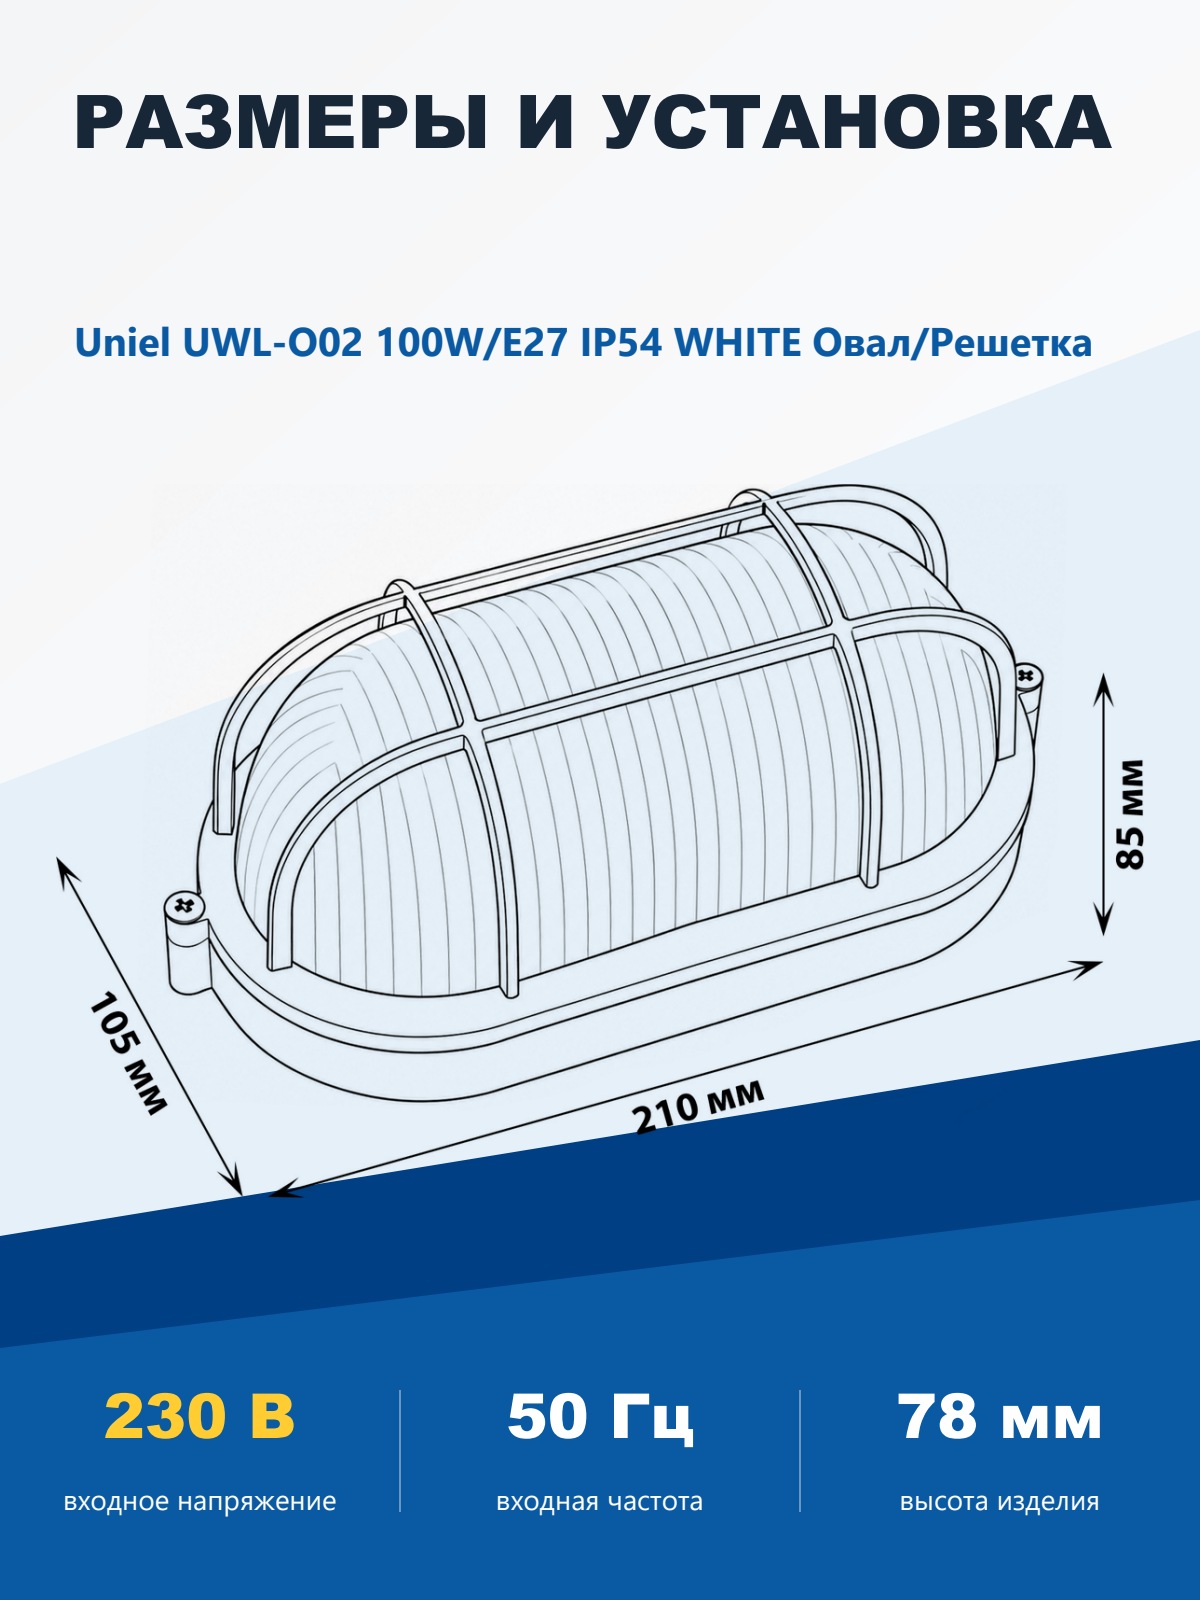 РАЗМЕРЫ И УСТАНОВКА
Uniel UWL-O02 100W/E27 IP54 WHITE Овал/Решетка
85 мм
105 мм
210 мм
230 В
50 Гц
78 мм
входное напряжение
входная частота
высота изделия